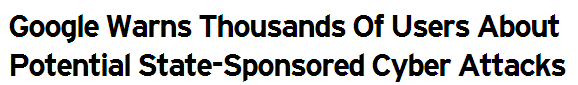 Google Warns Thousands Of Users About
Potential State-Sponsored Cyber Attacks